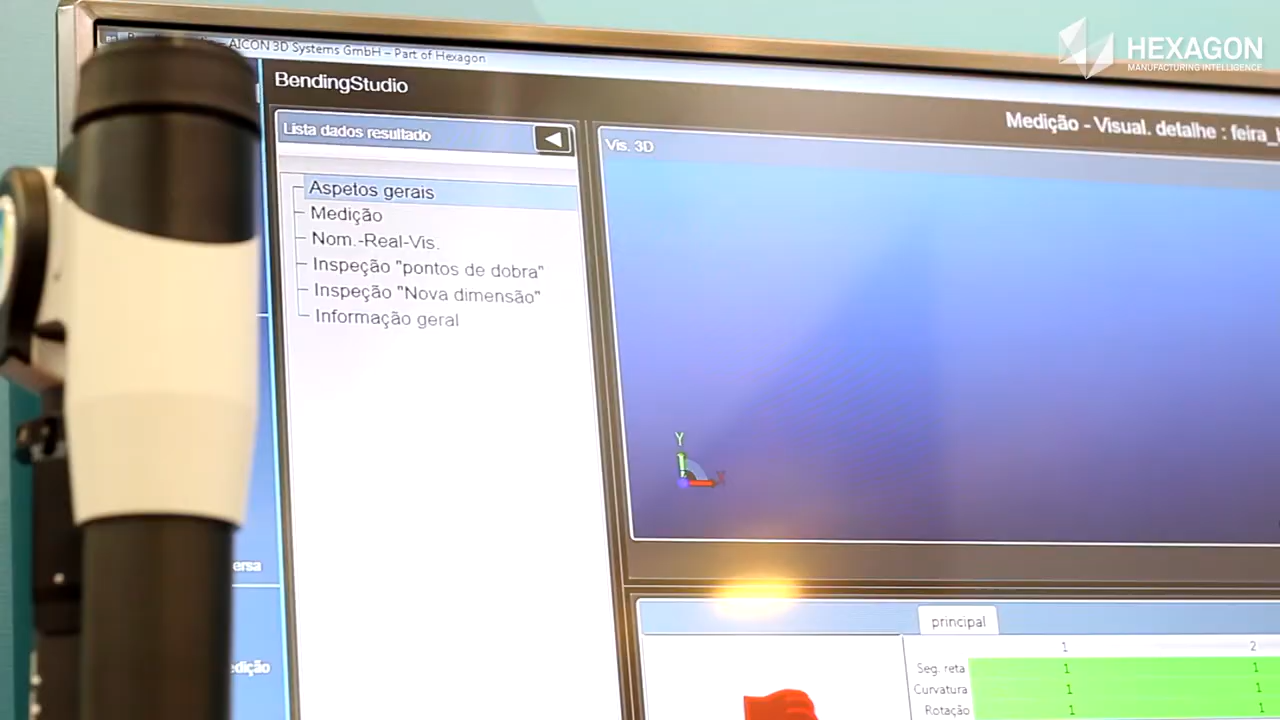 AICON 3D Systems GmbH – Part of Hexagon
HEXAGON
MANUFACTURING INTELLIGENCE
BendingStudio
Medição - Visual. detalhe : feira_
Lista dados resultado
Vis. 3D
Aspetos gerais
Medição
Nom.-Real-Vis.
Inspeção "pontos de dobra"
Inspeção "Nova dimensão"
Informação geral
Y
X
ersa
edição
principal
1 2
Seg. reta 1 1
Curvatura 1 1
Rotação 1 1